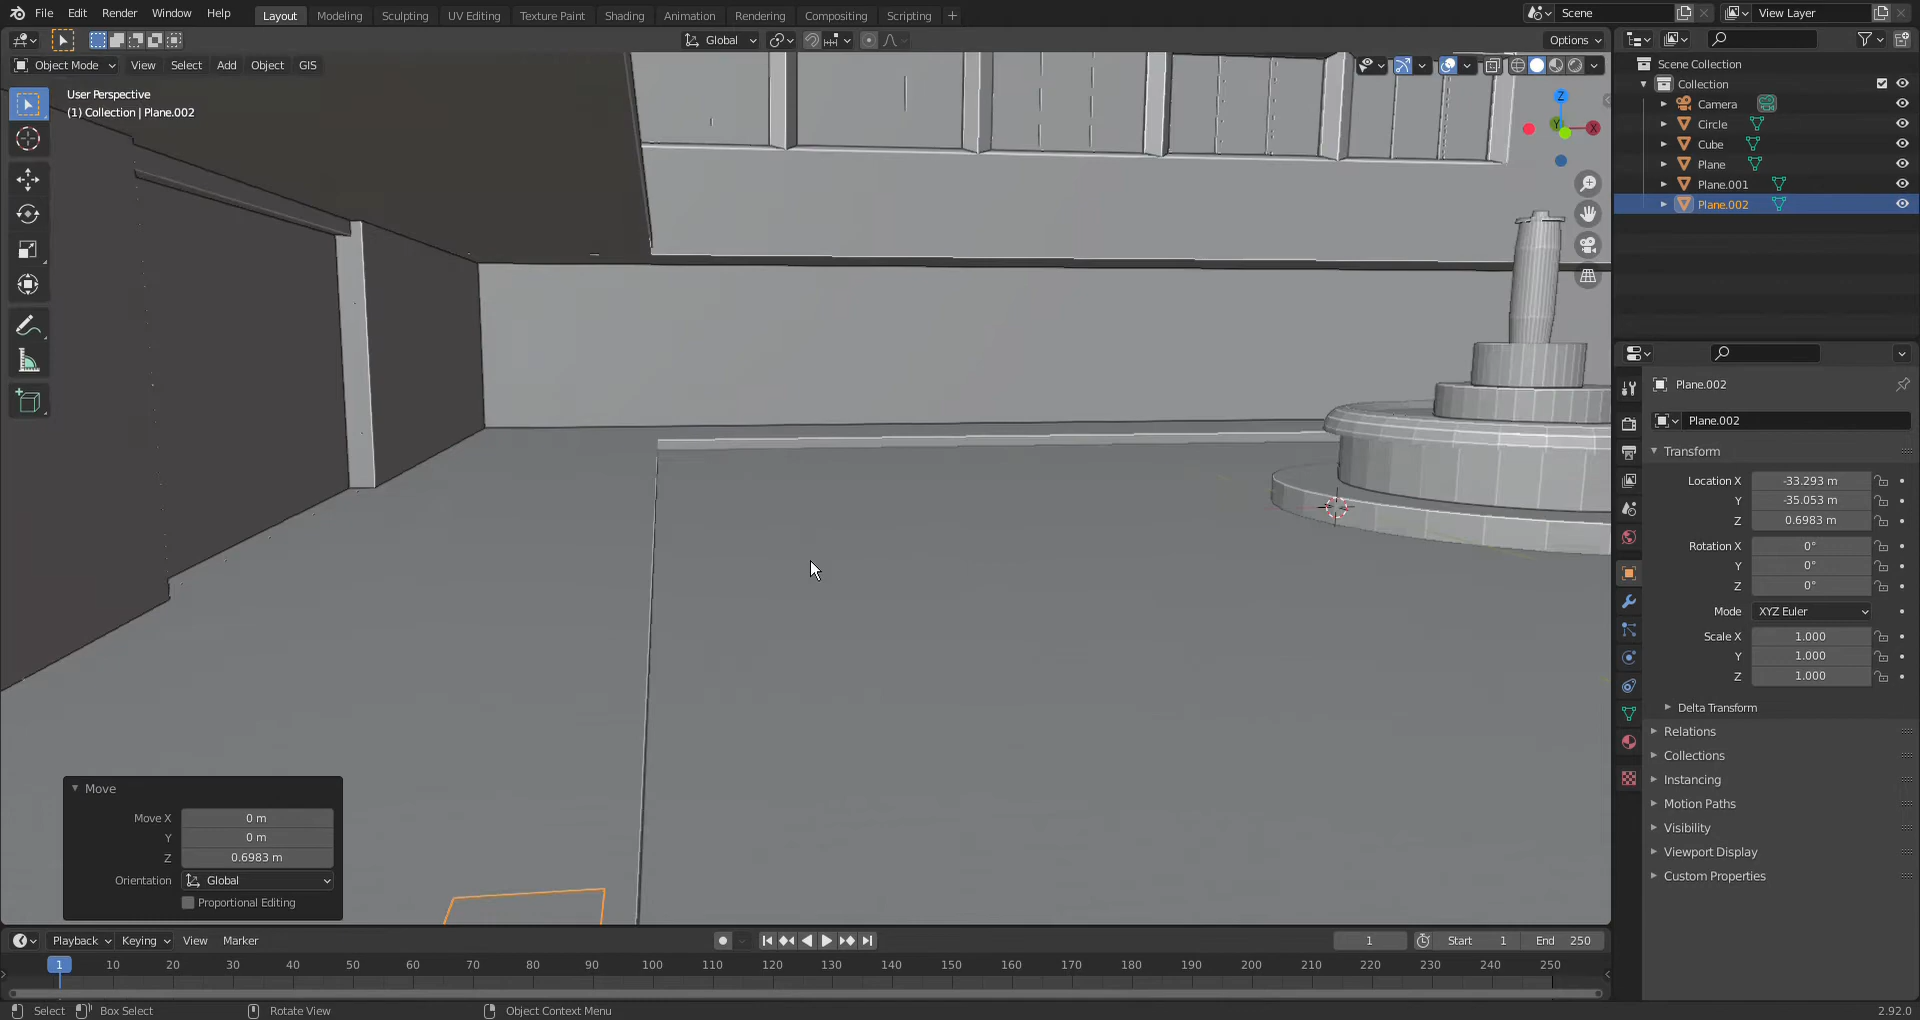 File Edit Render Window Help
Layout Modeling Sculpting UV Editing Texture Paint Shading Animation Rendering Compositing Scripting +
Scene View Layer
Global Options
Object Mode View Select Add Object GIS
User Perspective
(1) Collection | Plane.002
Z
Y
X
Scene Collection
Collection
Camera
Circle
Cube
Plane
Plane.001
Plane.002
Plane.002
Plane.002
Transform
Location X -33.293 m
Y -35.053 m
Z 0.6983 m
Rotation X 0°
Y 0°
Z 0°
Mode XYZ Euler
Scale X 1.000
Y 1.000
Z 1.000
Delta Transform
Relations
Collections
Instancing
Motion Paths
Visibility
Viewport Display
Custom Properties
Move
Move X 0 m
Y 0 m
Z 0.6983 m
Orientation Global
Proportional Editing
Playback Keying View Marker 1 Start 1 End 250
1 10 20 30 40 50 60 70 80 90 100 110 120 130 140 150 160 170 180 190 200 210 220 230 240 250
Select Box Select Rotate View Object Context Menu 2.92.0